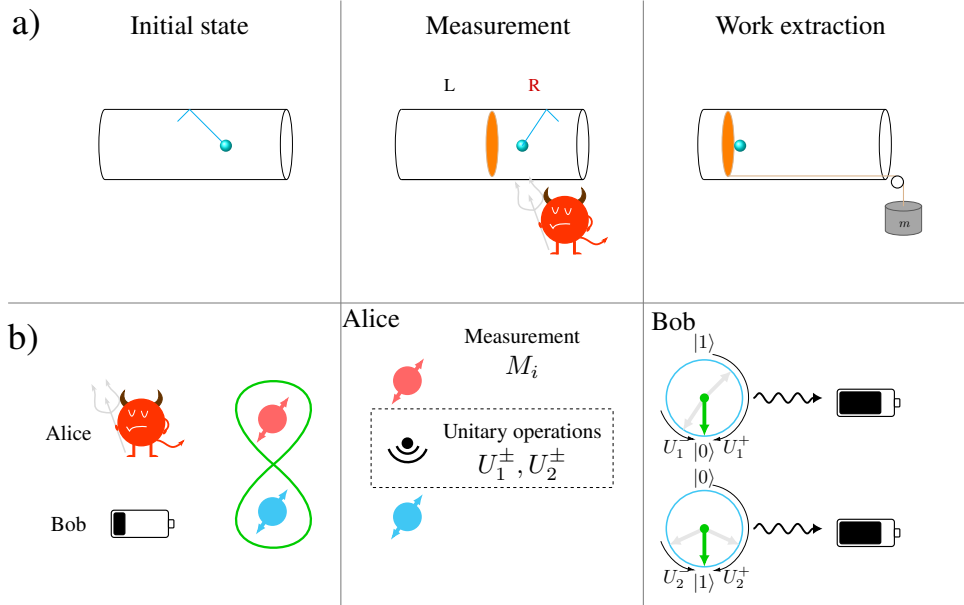 a)
Initial state
Measurement
Work extraction
L
R
m
b)
Alice
Bob
Alice
Measurement
M_i
Unitary operations
U_1^±, U_2^±
Bob
|1⟩
U_1^- |0⟩ U_1^+
|0⟩
U_2^- |1⟩ U_2^+